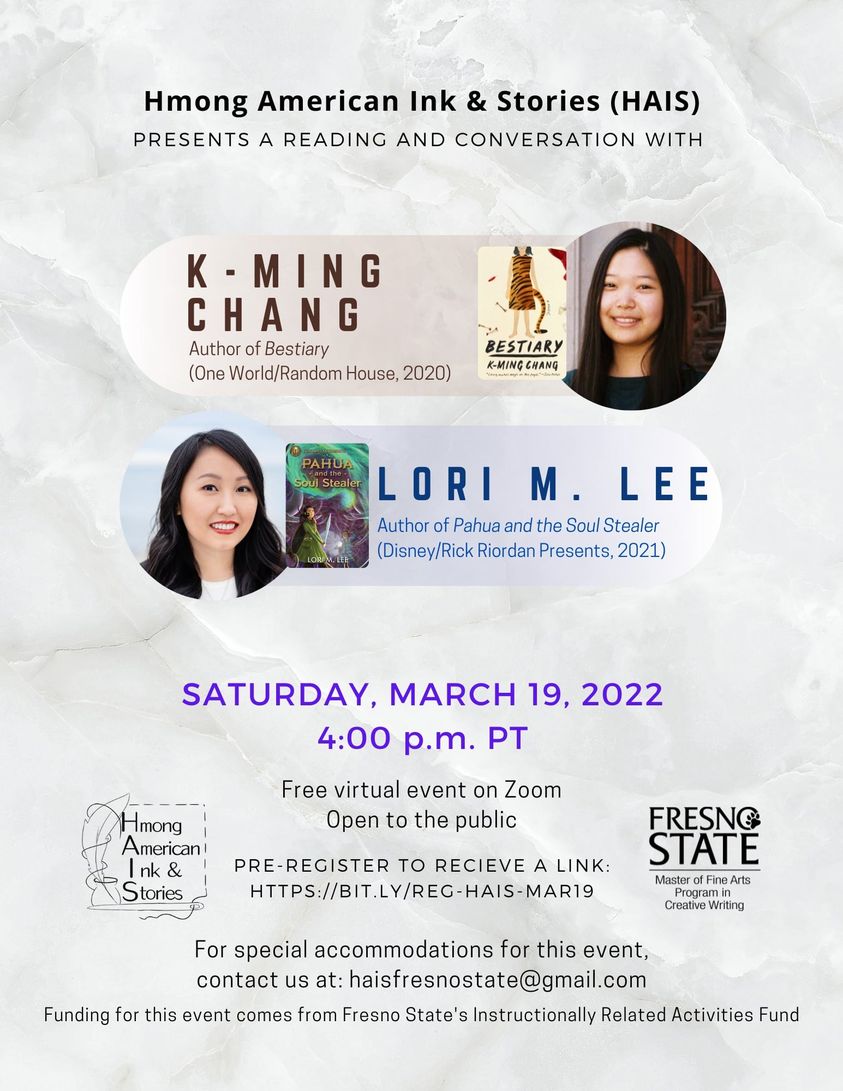 Hmong American Ink & Stories (HAIS)
PRESENTS A READING AND CONVERSATION WITH
K-MING
CHANG
Author of Bestiary
(One World/Random House, 2020)
BESTIARY
K-MING CHANG
PAHUA
and the
Soul Stealer
LORI M. LEE
LORI M. LEE
Author of Pahua and the Soul Stealer
(Disney/Rick Riordan Presents, 2021)
SATURDAY, MARCH 19, 2022
4:00 p.m. PT
Free virtual event on Zoom
Open to the public
Hmong
American
Ink &
Stories
PRE-REGISTER TO RECIEVE A LINK:
HTTPS://BIT.LY/REG-HAIS-MAR19
FRESNO
STATE
Master of Fine Arts
Program in
Creative Writing
For special accommodations for this event,
contact us at: haisfresnostate@gmail.com
Funding for this event comes from Fresno State's Instructionally Related Activities Fund